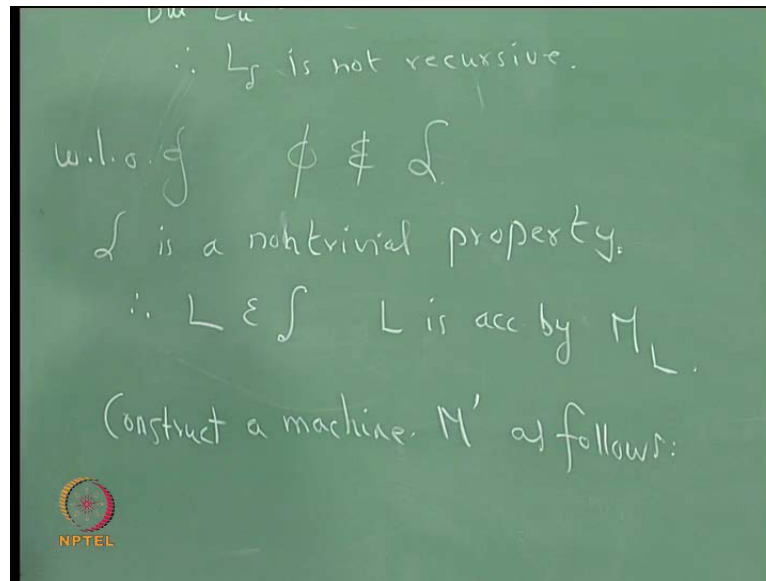 ∴ L_𝒮 is not recursive.
w.l.o.g ϕ ∉ 𝒮
𝒮 is a nontrivial property.
∴ L ∈ 𝒮 L is acc by M_L.
Construct a machine M' as follows:
NPTEL